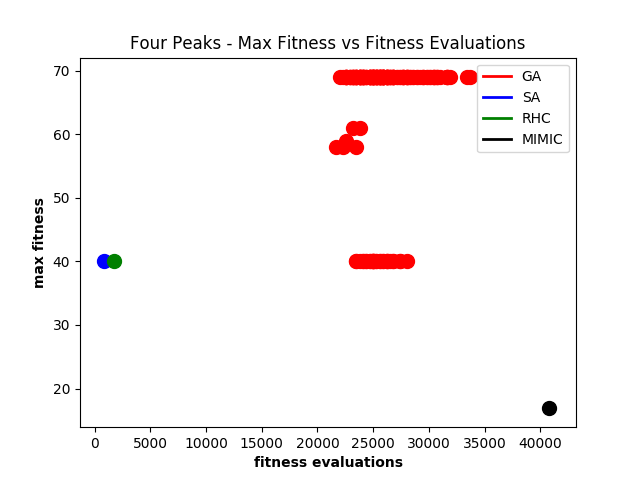 Four Peaks - Max Fitness vs Fitness Evaluations
70
60
50
40
30
20
max fitness
GA
SA
RHC
MIMIC
0 5000 10000 15000 20000 25000 30000 35000 40000
fitness evaluations